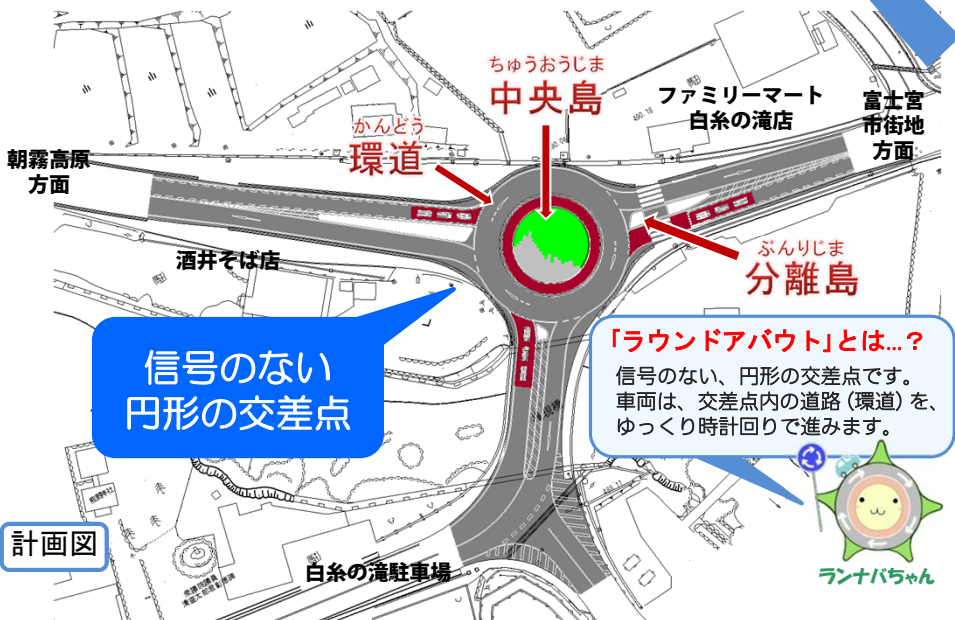 ちゅうおうじま
中央島
かんどう
環道
ファミリーマート
白糸の滝店
富士宮
市街地
方面
朝霧高原
方面
酒井そば店
ぶんりじま
分離島
信号のない
円形の交差点
「ラウンドアバウト」とは...？
信号のない、円形の交差点です。
車両は、交差点内の道路（環道）を、
ゆっくり時計回りで進みます。
計画図
白糸の滝駐車場
ランナバちゃん